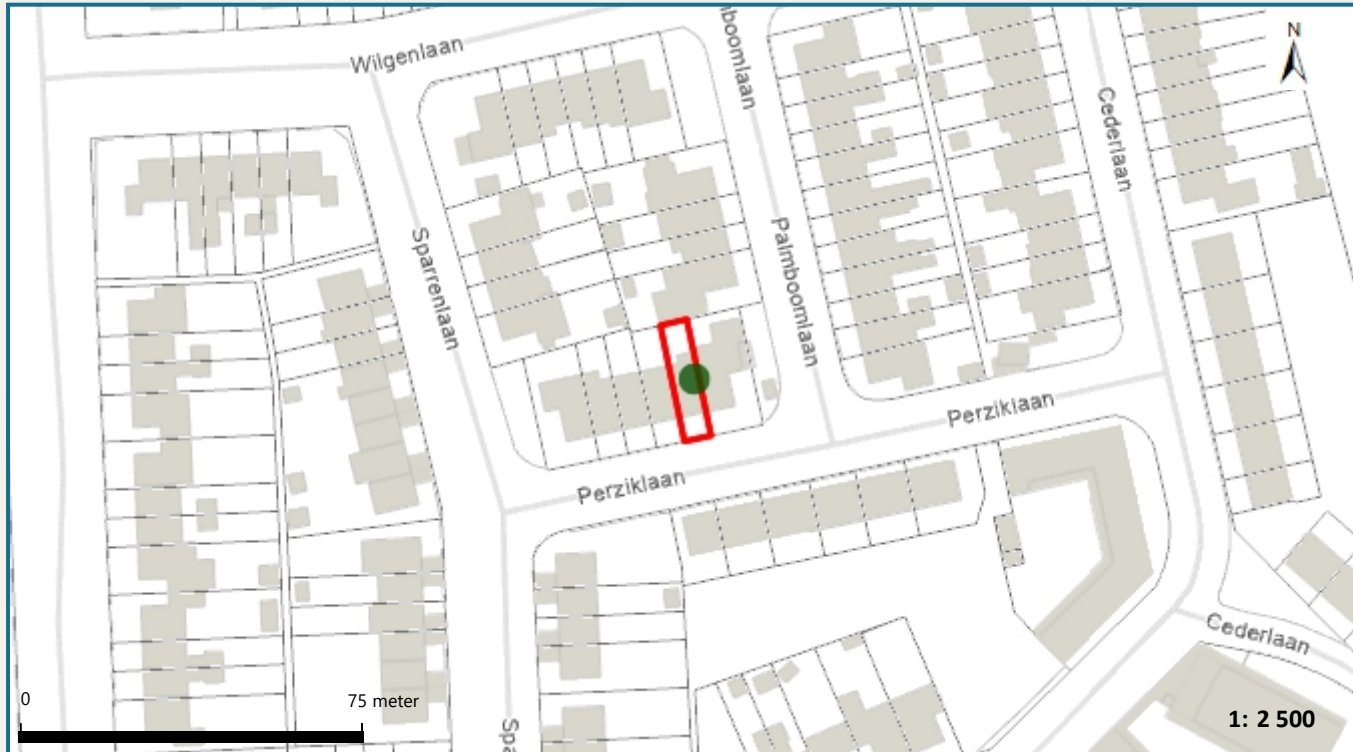 Wilgenlaan
boomlaan
N
Cederlaan
Sparrenlaan
Palmboomlaan
Perziklaan
Perziklaan
Cederlaan
0
75 meter
Spa
1: 2 500